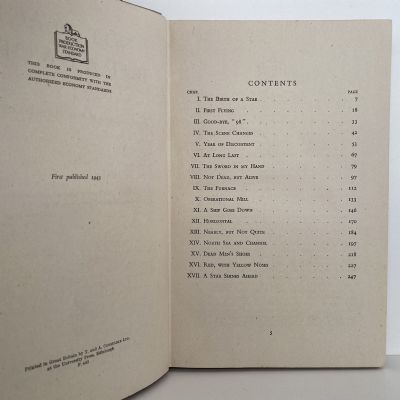 BOOK
PRODUCTION
WAR ECONOMY
STANDARD
THIS BOOK IS PRODUCED IN
COMPLETE CONFORMITY WITH THE
AUTHORISED ECONOMY STANDARDS
First published 1943
Printed in Great Britain by T. and A. CONSTABLE LTD.
at the University Press, Edinburgh
CONTENTS
CHAP. PAGE
I. THE BIRTH OF A STAR 7
II. FIRST FLYING 18
III. GOOD-BYE, "98" 33
IV. THE SCENE CHANGES 42
V. YEAR OF DISCONTENT 51
VI. AT LONG LAST 67
VII. THE SWORD IN MY HAND 79
VIII. NOT DEAD, BUT ALIVE 97
IX. THE FURNACE 112
X. OPERATIONAL MILL 133
XI. A SHIP GOES DOWN 146
XII. HORIZONTAL 170
XIII. NEARLY, BUT NOT QUITE 184
XIV. NORTH SEA AND CHANNEL 197
XV. DEAD MEN'S SHOES 218
XVI. RED, WITH YELLOW NOSES 227
XVII. A STAR SHINES AHEAD 247
5